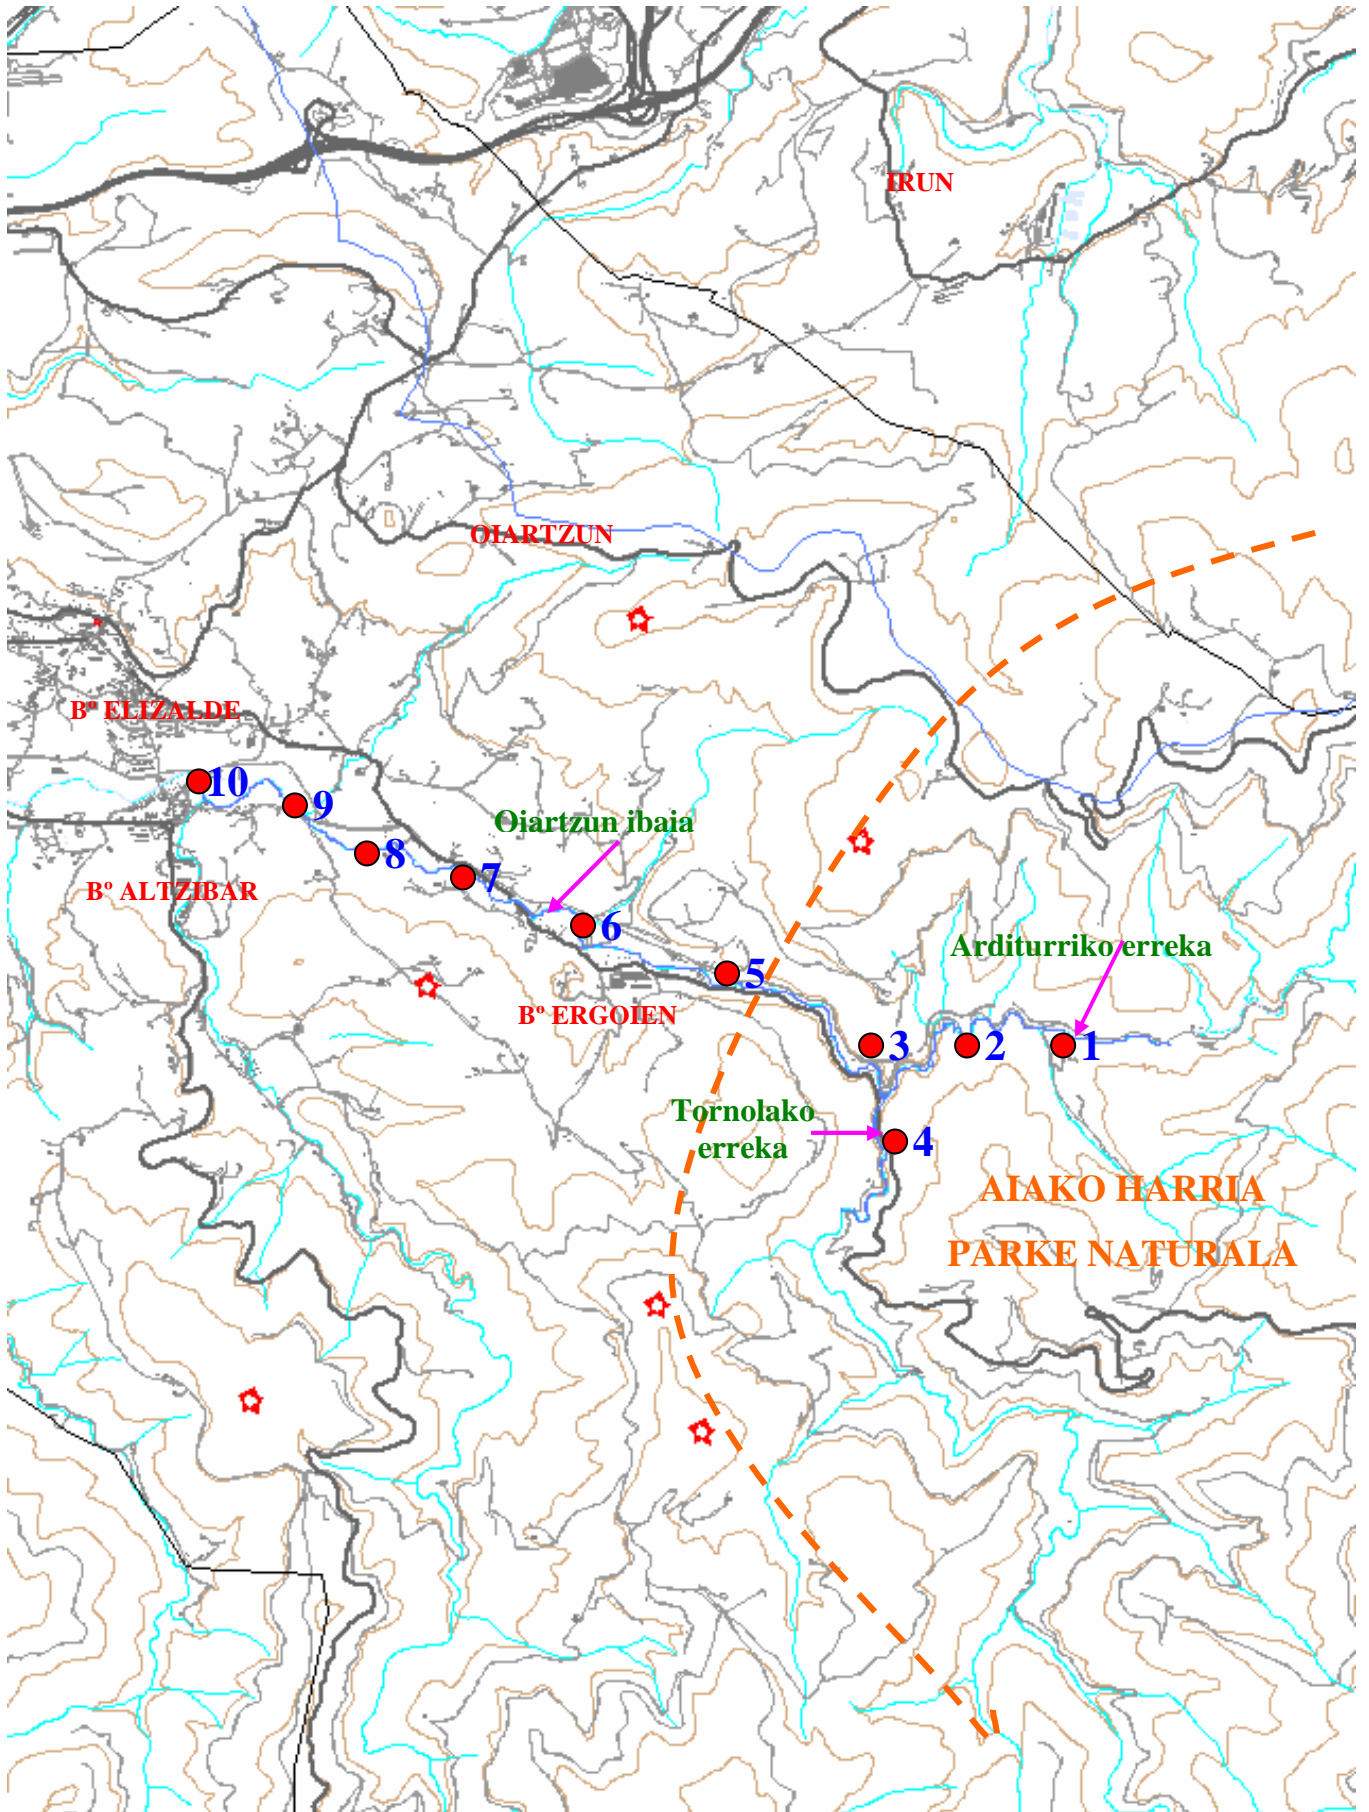 IRUN
OIARTZUN
Bº ELIZALDE
10
9
Oiartzun ibaia
8
7
Bº ALTZIBAR
6
Arditurriko erreka
5
Bº ERGOIEN
3
2
1
Tornolako
erreka
4
AIAKO HARRIA
PARKE NATURALA